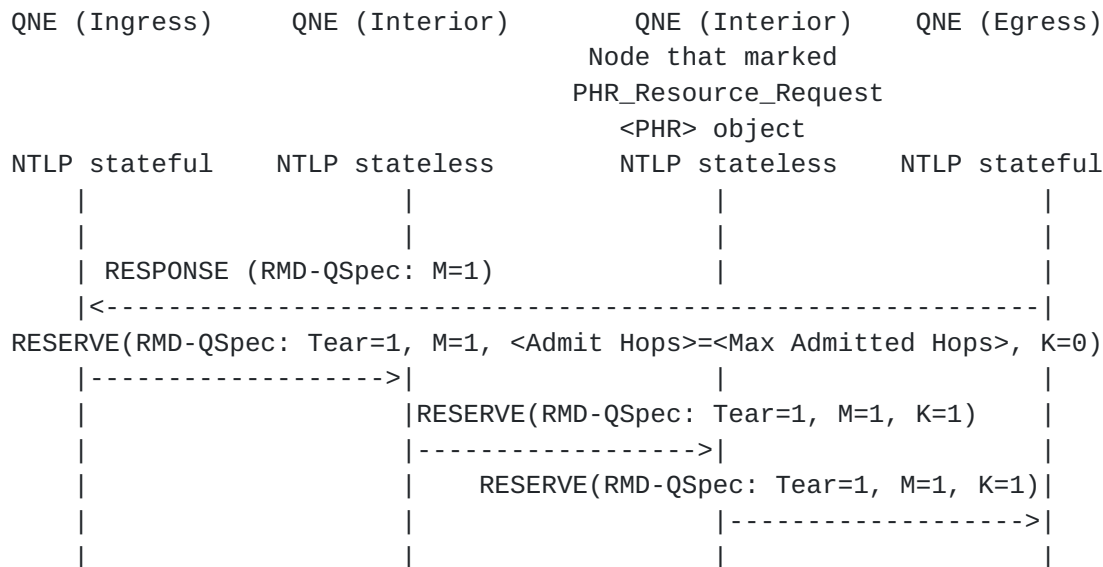 QNE (Ingress)     QNE (Interior)        QNE (Interior)    QNE (Egress)
Node that marked
PHR_Resource_Request
<PHR> object
NTLP stateful    NTLP stateless        NTLP stateless    NTLP stateful
RESPONSE (RMD-QSpec: M=1)
RESERVE(RMD-QSpec: Tear=1, M=1, <Admit Hops>=<Max Admitted Hops>, K=0)
RESERVE(RMD-QSpec: Tear=1, M=1, K=1)
RESERVE(RMD-QSpec: Tear=1, M=1, K=1)